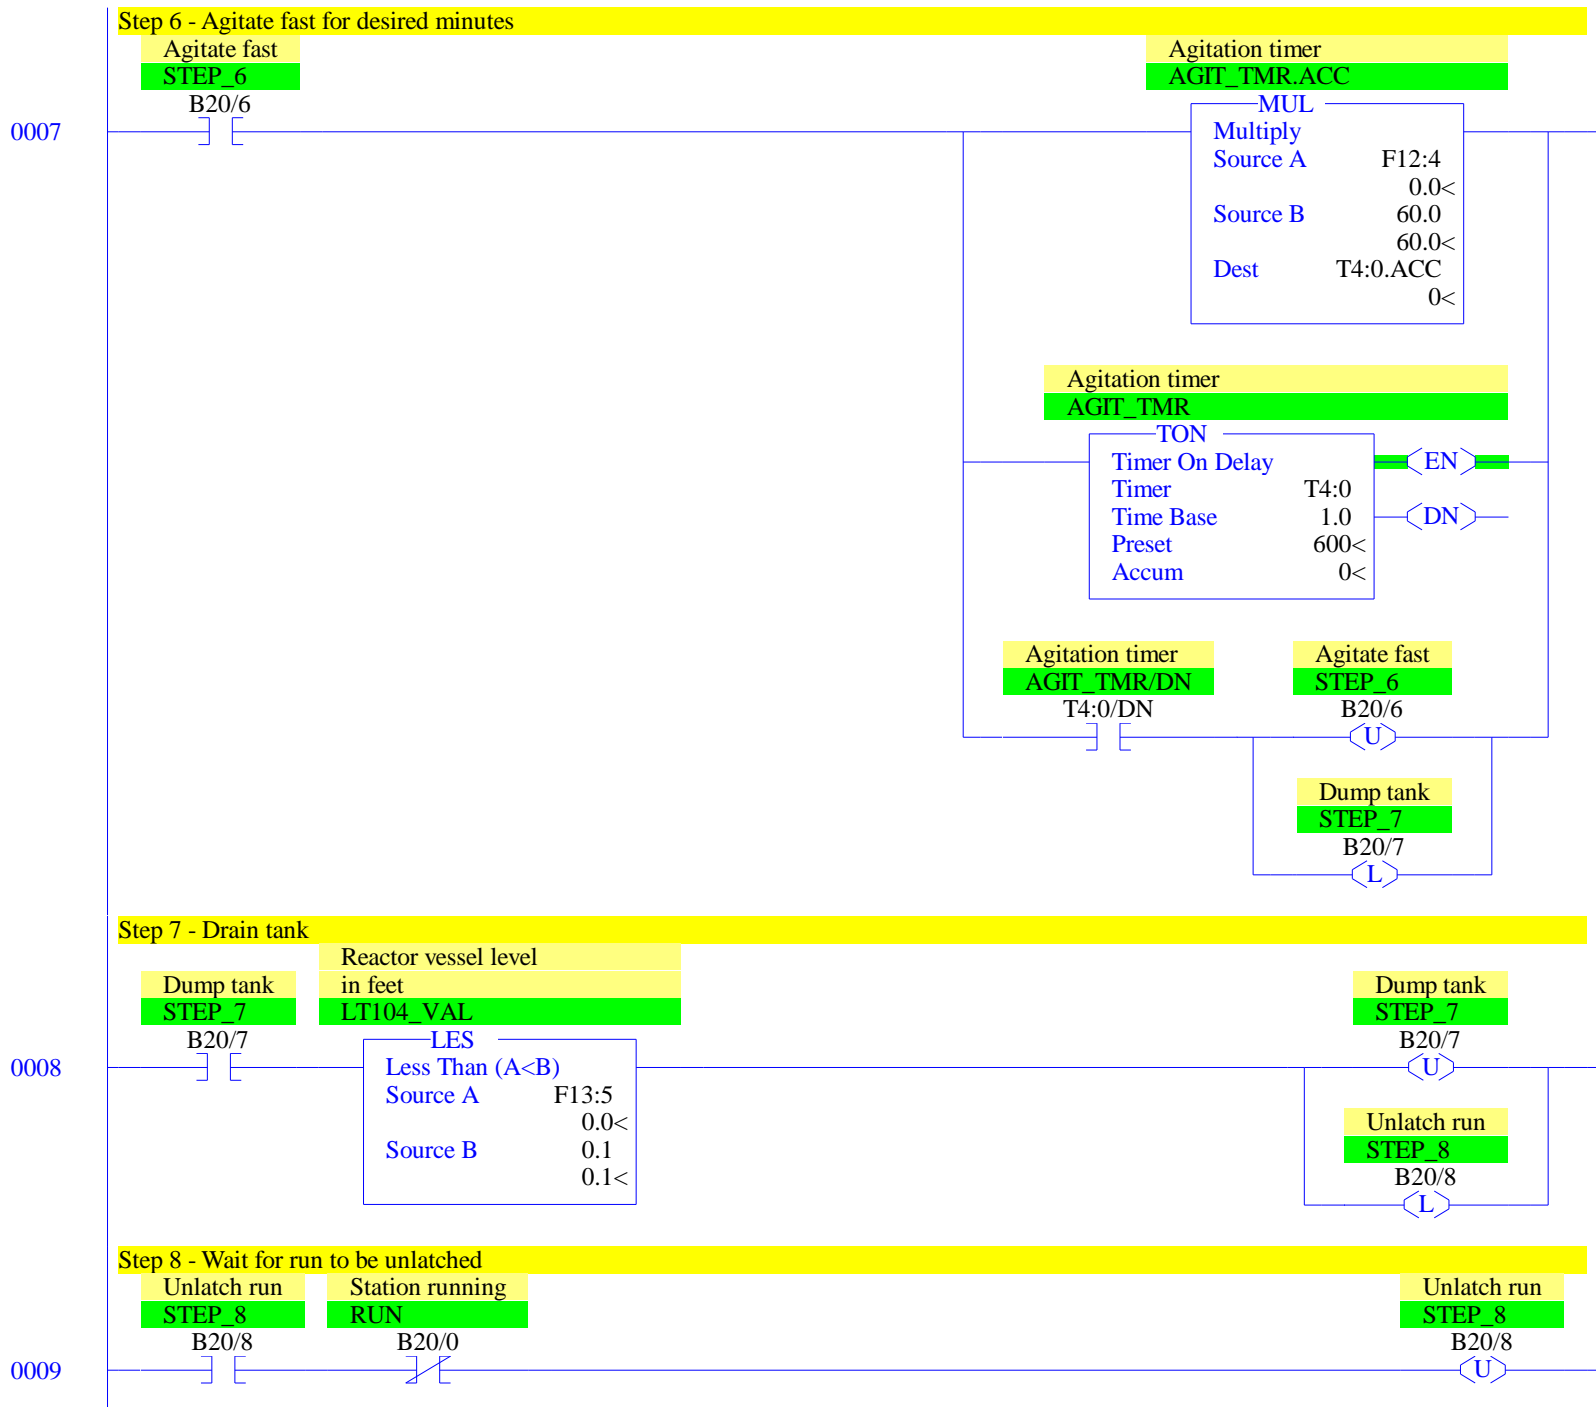 Step 6 - Agitate fast for desired minutes
Agitate fast
STEP_6
B20/6
0007
Agitation timer
AGIT_TMR.ACC
MUL
Multiply
Source A F12:4
0.0<
Source B 60.0
60.0<
Dest T4:0.ACC
0<
Agitation timer
AGIT_TMR
TON
Timer On Delay
Timer T4:0
Time Base 1.0
Preset 600<
Accum 0<
EN
DN
Agitation timer
AGIT_TMR/DN
T4:0/DN
Agitate fast
STEP_6
B20/6
U
Dump tank
STEP_7
B20/7
L
Step 7 - Drain tank
Dump tank
STEP_7
B20/7
0008
Reactor vessel level
in feet
LT104_VAL
LES
Less Than (A<B)
Source A F13:5
0.0<
Source B 0.1
0.1<
Dump tank
STEP_7
B20/7
U
Unlatch run
STEP_8
B20/8
L
Step 8 - Wait for run to be unlatched
Unlatch run
STEP_8
B20/8
0009
Station running
RUN
B20/0
Unlatch run
STEP_8
B20/8
U